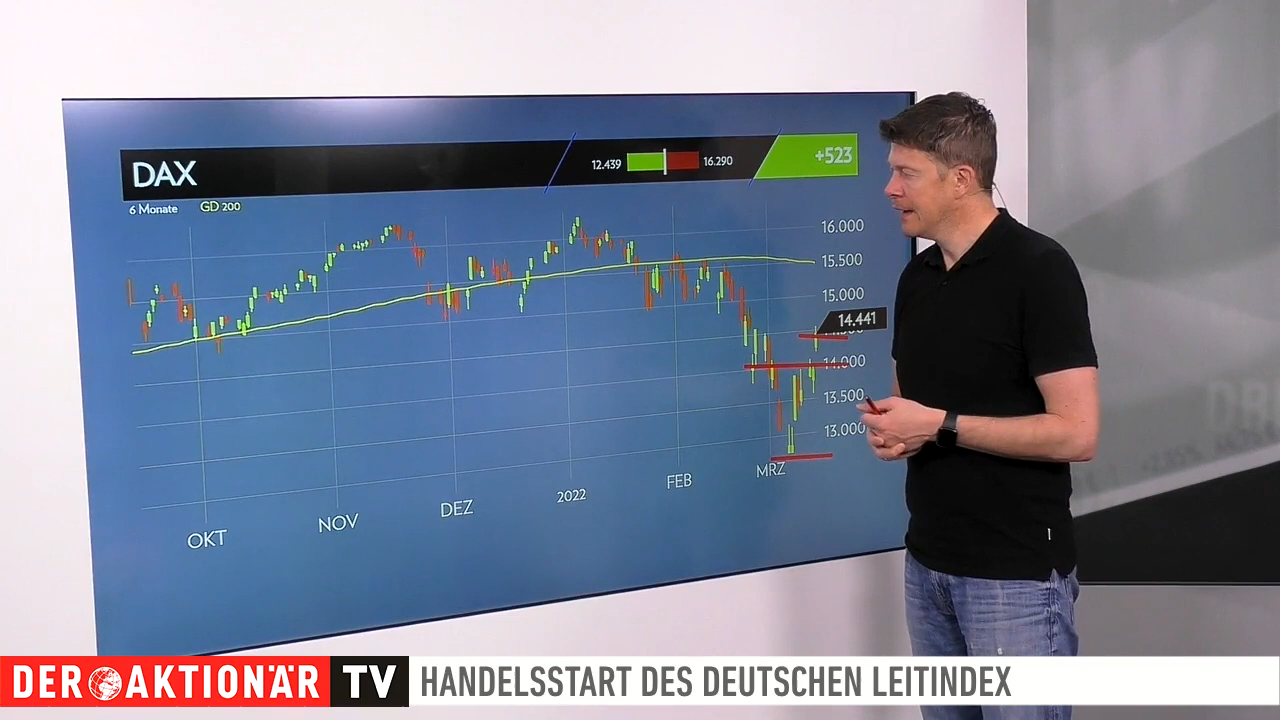 DAX
12.439
16.290
+523
6 Monate
GD 200
16.000
15.500
15.000
14.441
14.000
13.500
13.000
OKT
NOV
DEZ
2022
FEB
MRZ
DER AKTIONÄR TV
HANDELSSTART DES DEUTSCHEN LEITINDEX